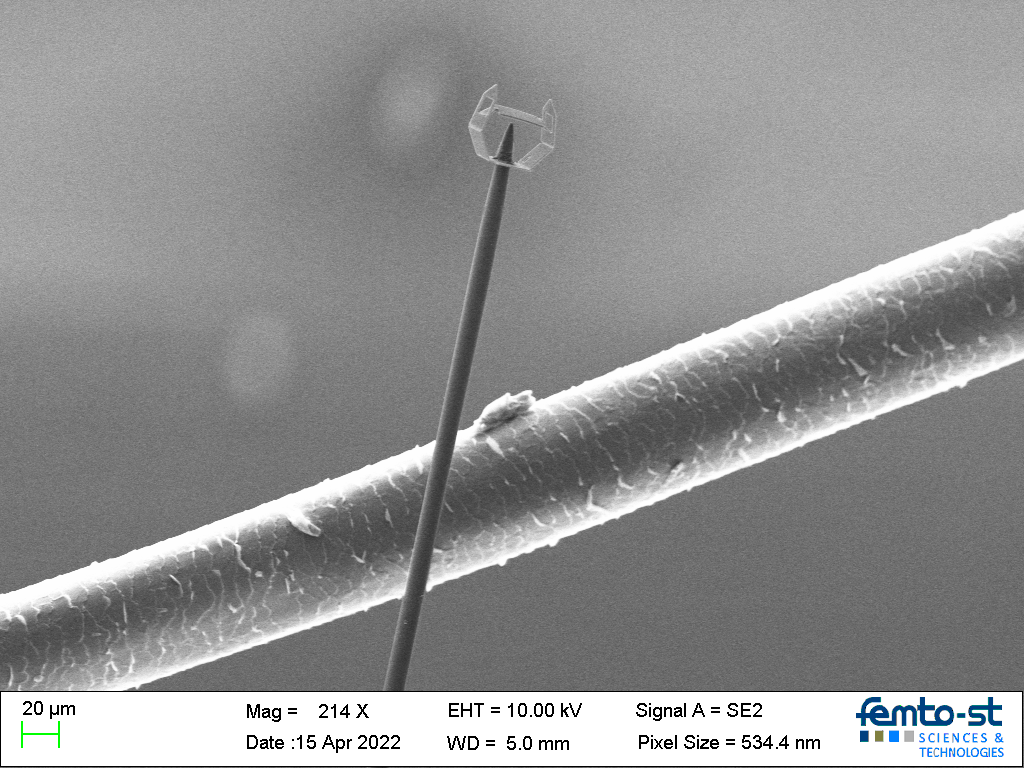 20 µm
Mag = 214 X
EHT = 10.00 kV
Signal A = SE2
Date :15 Apr 2022
WD = 5.0 mm
Pixel Size = 534.4 nm
femto-st
SCIENCES &
TECHNOLOGIES